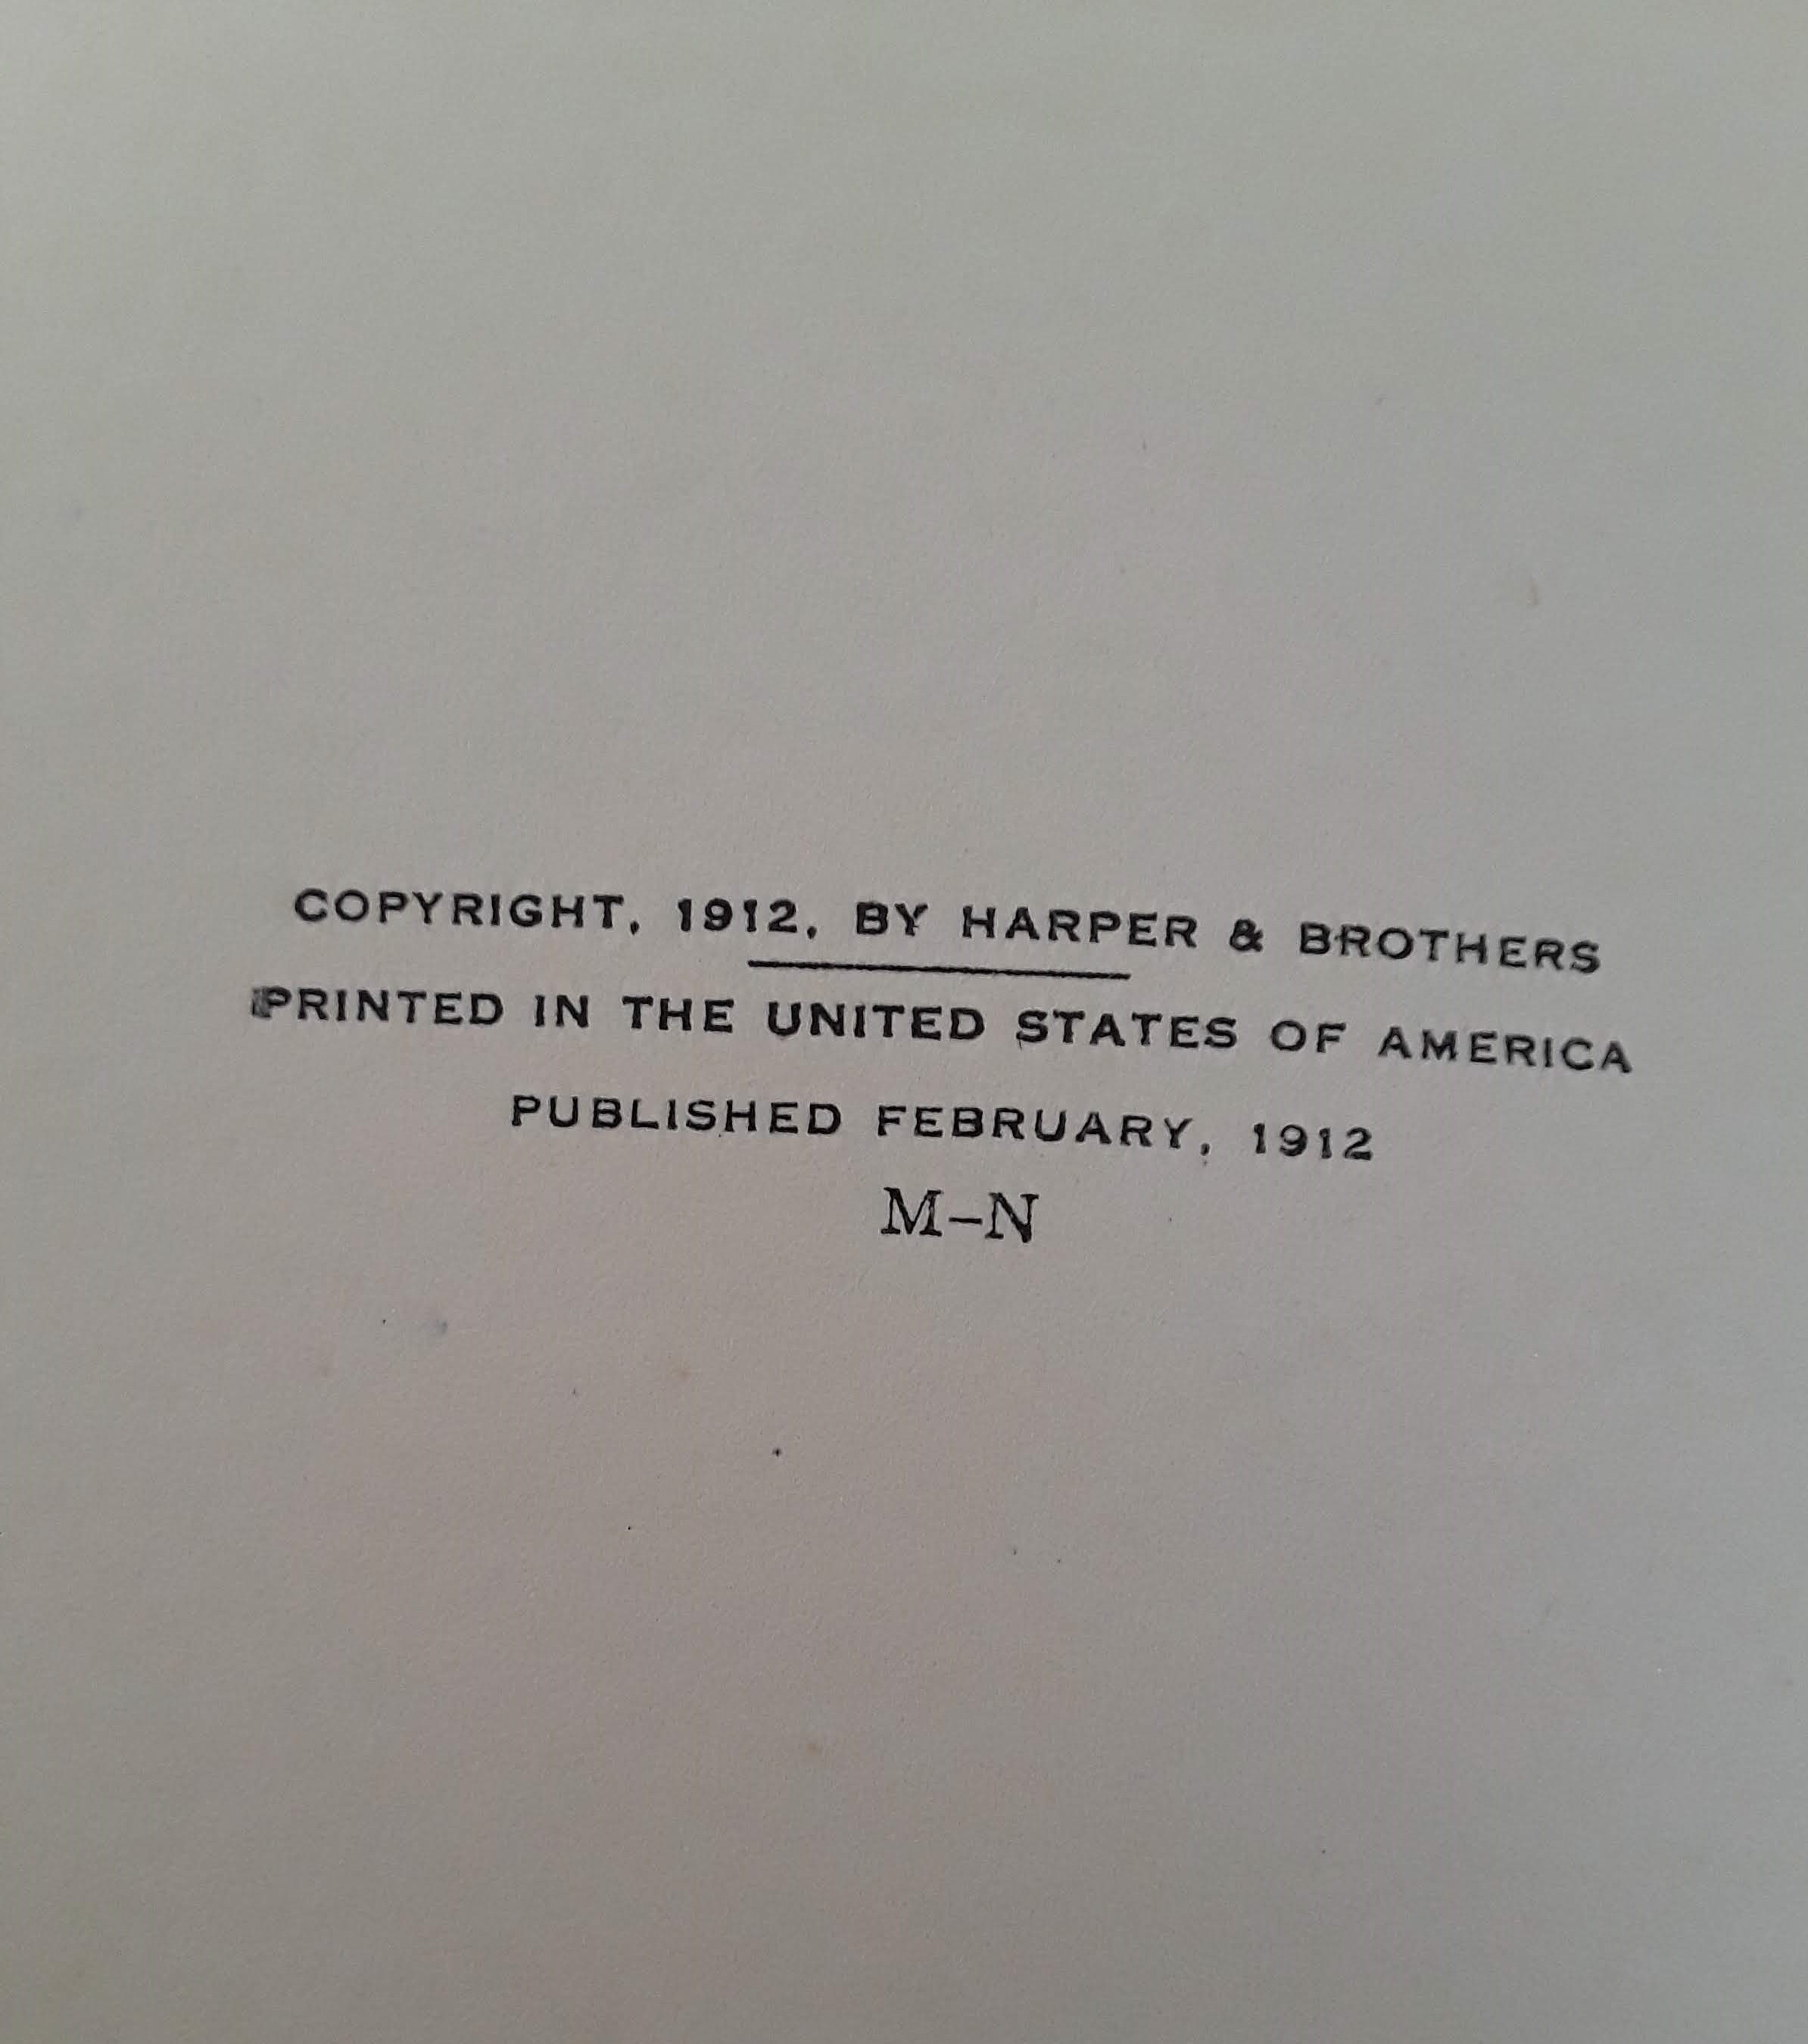 COPYRIGHT, 1912, BY HARPER & BROTHERS
PRINTED IN THE UNITED STATES OF AMERICA
PUBLISHED FEBRUARY, 1912
M–N